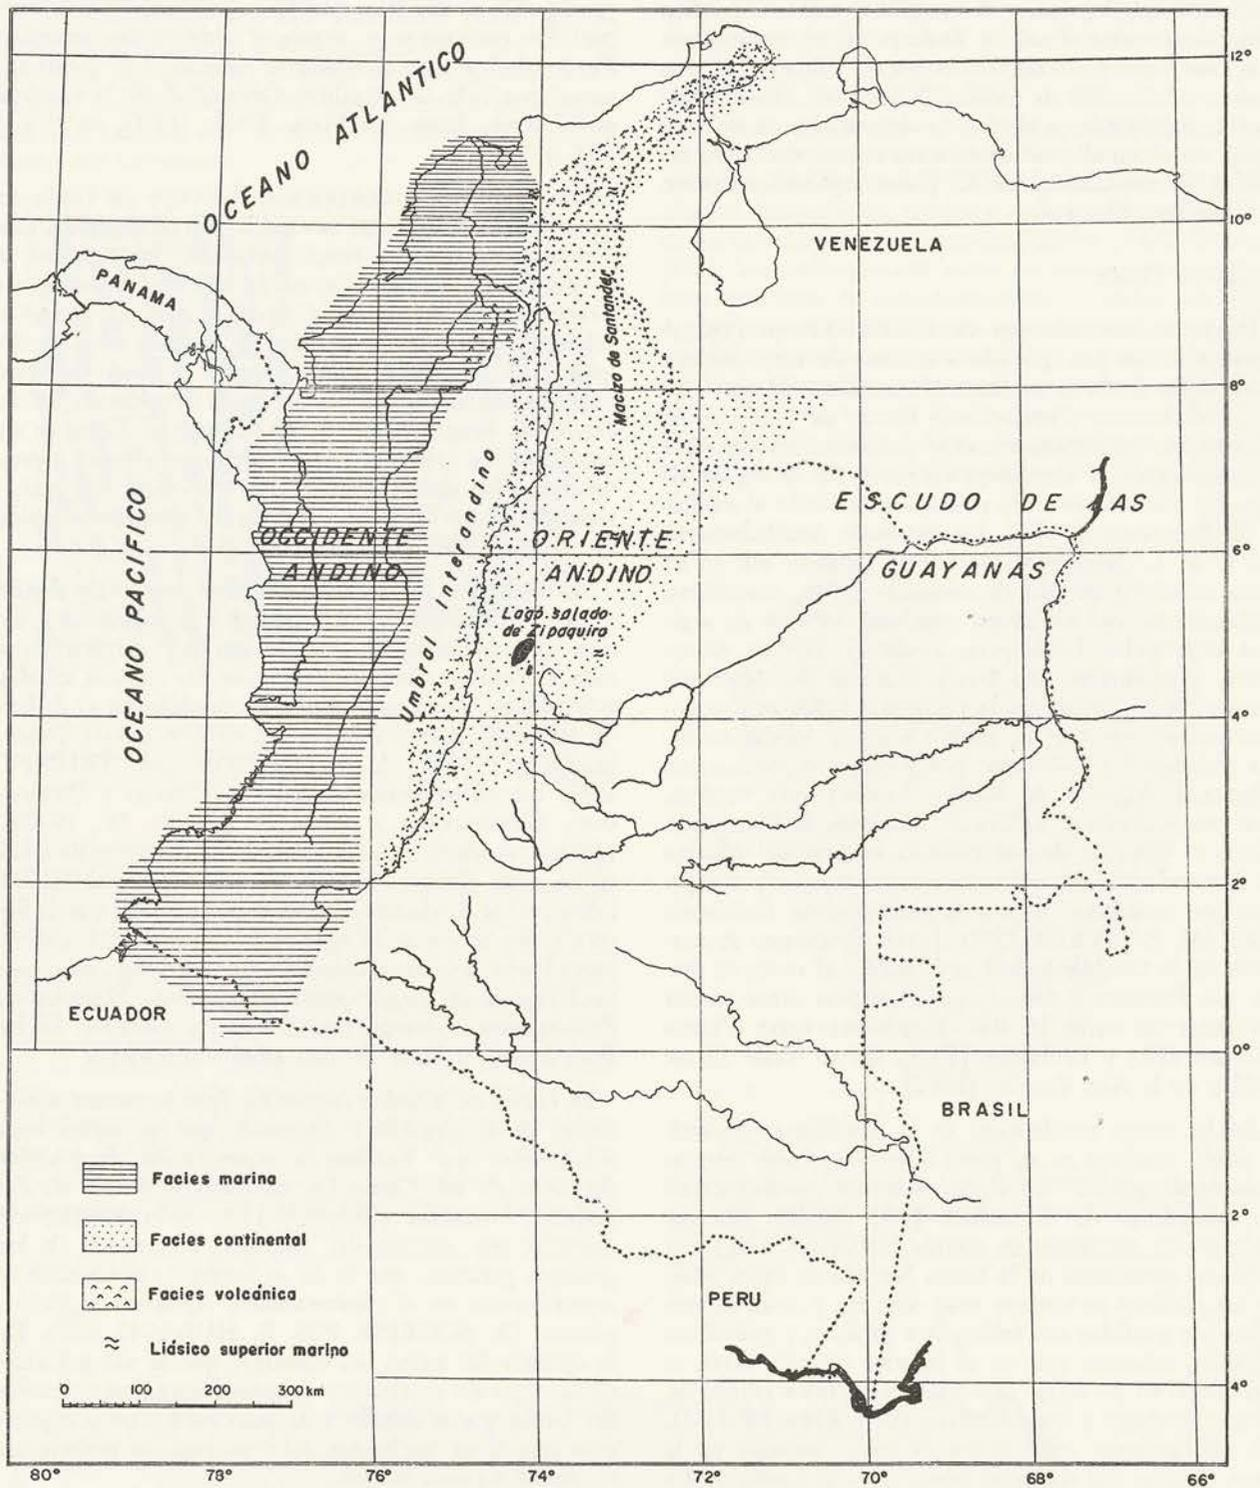 OCEANO ATLANTICO
12°
10°
VENEZUELA
PANAMA
Macizo de Santander
8°
OCEANO PACIFICO
Umbral Interandino
ESCUDO DE LAS
GUAYANAS
OCCIDENTE
ANDINO
ORIENTE
ANDINO
6°
Lago salado
de Zipaquira
4°
2°
ECUADOR
0°
BRASIL
Facies marina
Facies continental
Facies volcánica
Liásico superior marino
2°
PERU
0 100 200 300 km
4°
80° 78° 76° 74° 72° 70° 68° 66°